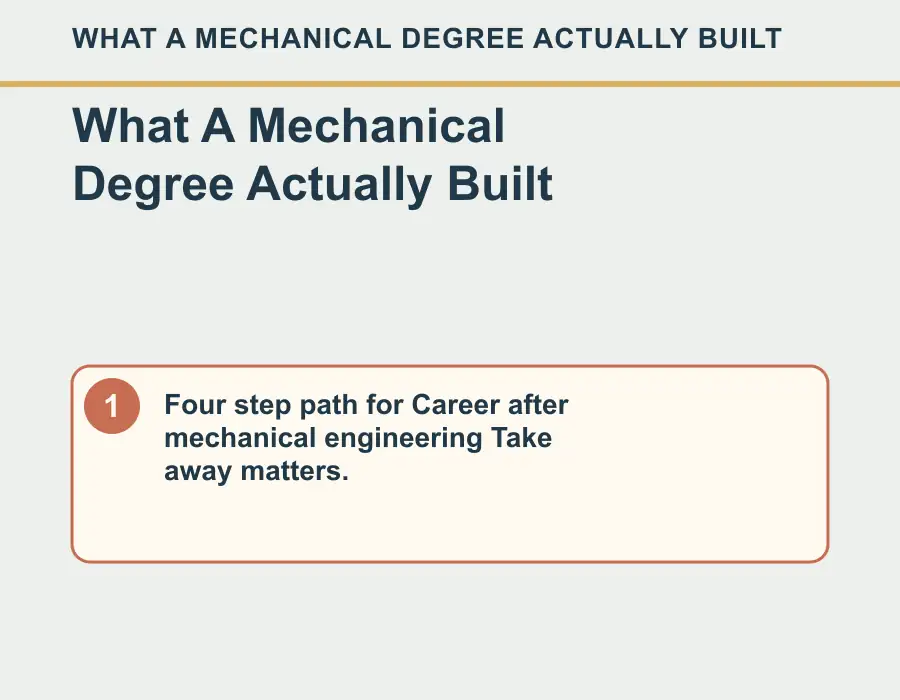 WHAT A MECHANICAL DEGREE ACTUALLY BUILT
What A Mechanical
Degree Actually Built
1
Four step path for Career after
mechanical engineering Take
away matters.